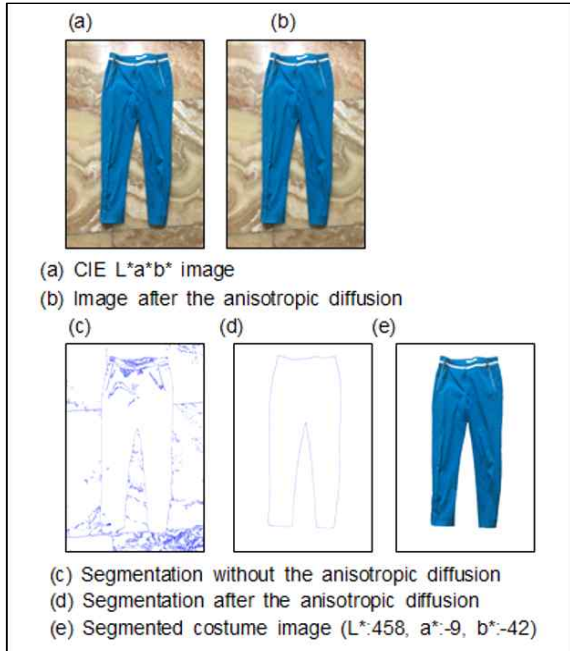 (a) (b)
(a) CIE L*a*b* image
(b) Image after the anisotropic diffusion
(c) (d) (e)
(c) Segmentation without the anisotropic diffusion
(d) Segmentation after the anisotropic diffusion
(e) Segmented costume image (L*:458, a*:-9, b*:-42)